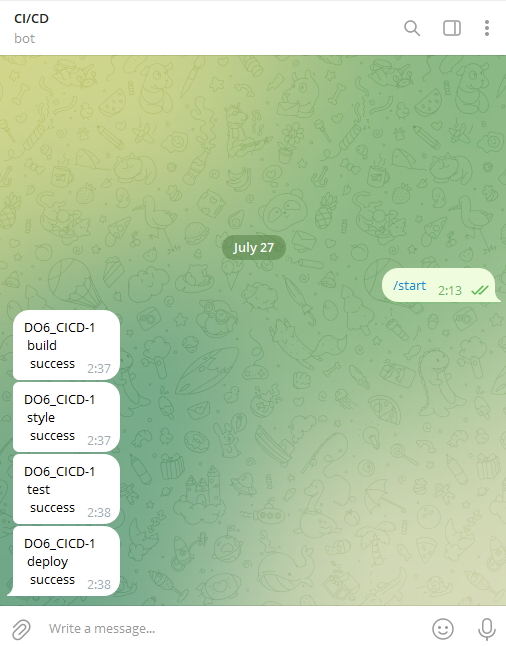 CI/CD
bot
July 27
/start 2:13
DO6_CICD-1
build
success 2:37
DO6_CICD-1
style
success 2:37
DO6_CICD-1
test
success 2:38
DO6_CICD-1
deploy
success 2:38
Write a message...